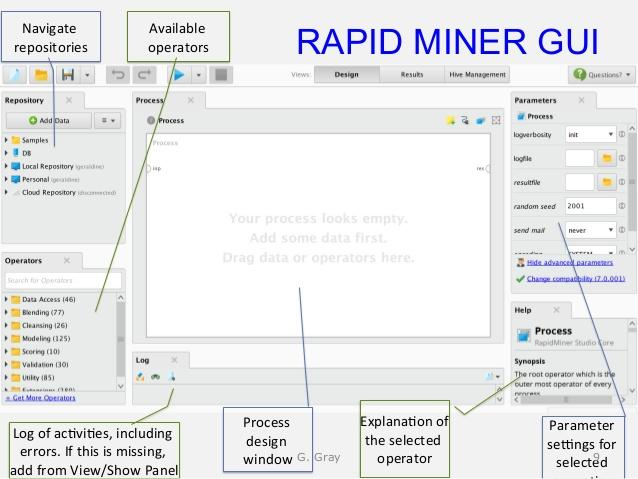 Navigate
repositories
Available
operators
RAPID MINER GUI
Views:
Design
Results
Hive Management
Questions?
Repository
Add Data
Samples
DB
Local Repository (geraldine)
Personal (geraldine)
Cloud Repository (disconnected)
Operators
Search for Operators
Data Access (46)
Blending (77)
Cleansing (26)
Modeling (125)
Scoring (10)
Validation (30)
Utility (85)
Get More Operators
Process
Process
Process
inp
res
Your process looks empty.
Add some data first.
Drag data or operators here.
Log
Parameters
Process
logverbosity
init
logfile
resultfile
random seed
2001
send mail
never
Hide advanced parameters
Change compatibility (7.0.001)
Help
Process
RapidMiner Studio Core
Synopsis
The root operator which is the
outer most operator of every
process.
Log of activities, including
errors. If this is missing,
add from View/Show Panel
Process
design
window
G. Gray
Explanation of
the selected
operator
Parameter
settings for
selected
9